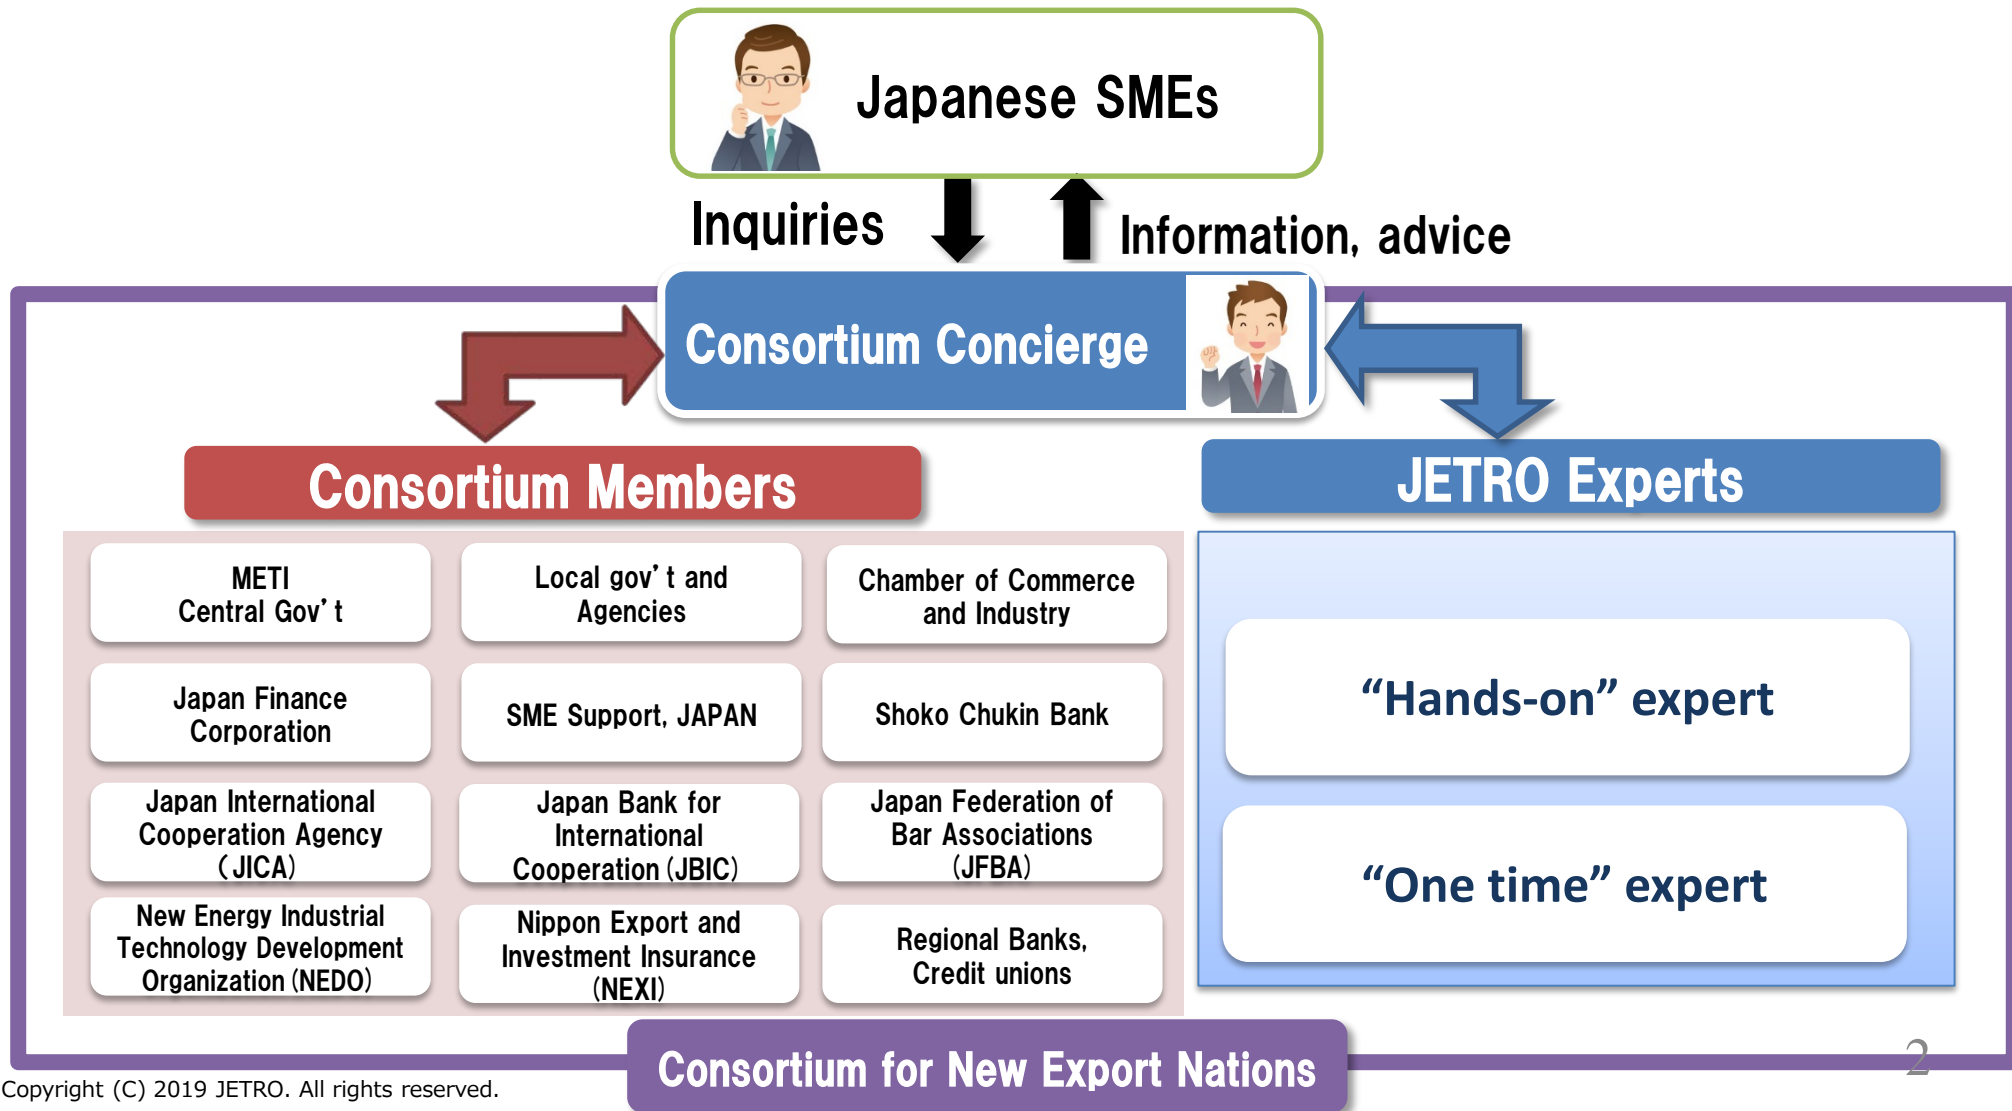 Japanese SMEs
Inquiries
Information, advice
Consortium Concierge
Consortium Members
JETRO Experts
METI
Central Gov’t
Local gov’t and
Agencies
Chamber of Commerce
and Industry
Japan Finance
Corporation
SME Support, JAPAN
Shoko Chukin Bank
Japan International
Cooperation Agency
(JICA)
Japan Bank for
International
Cooperation (JBIC)
Japan Federation of
Bar Associations
(JFBA)
New Energy Industrial
Technology Development
Organization (NEDO)
Nippon Export and
Investment Insurance
(NEXI)
Regional Banks,
Credit unions
“Hands-on” expert
“One time” expert
Consortium for New Export Nations
2
Copyright (C) 2019 JETRO. All rights reserved.